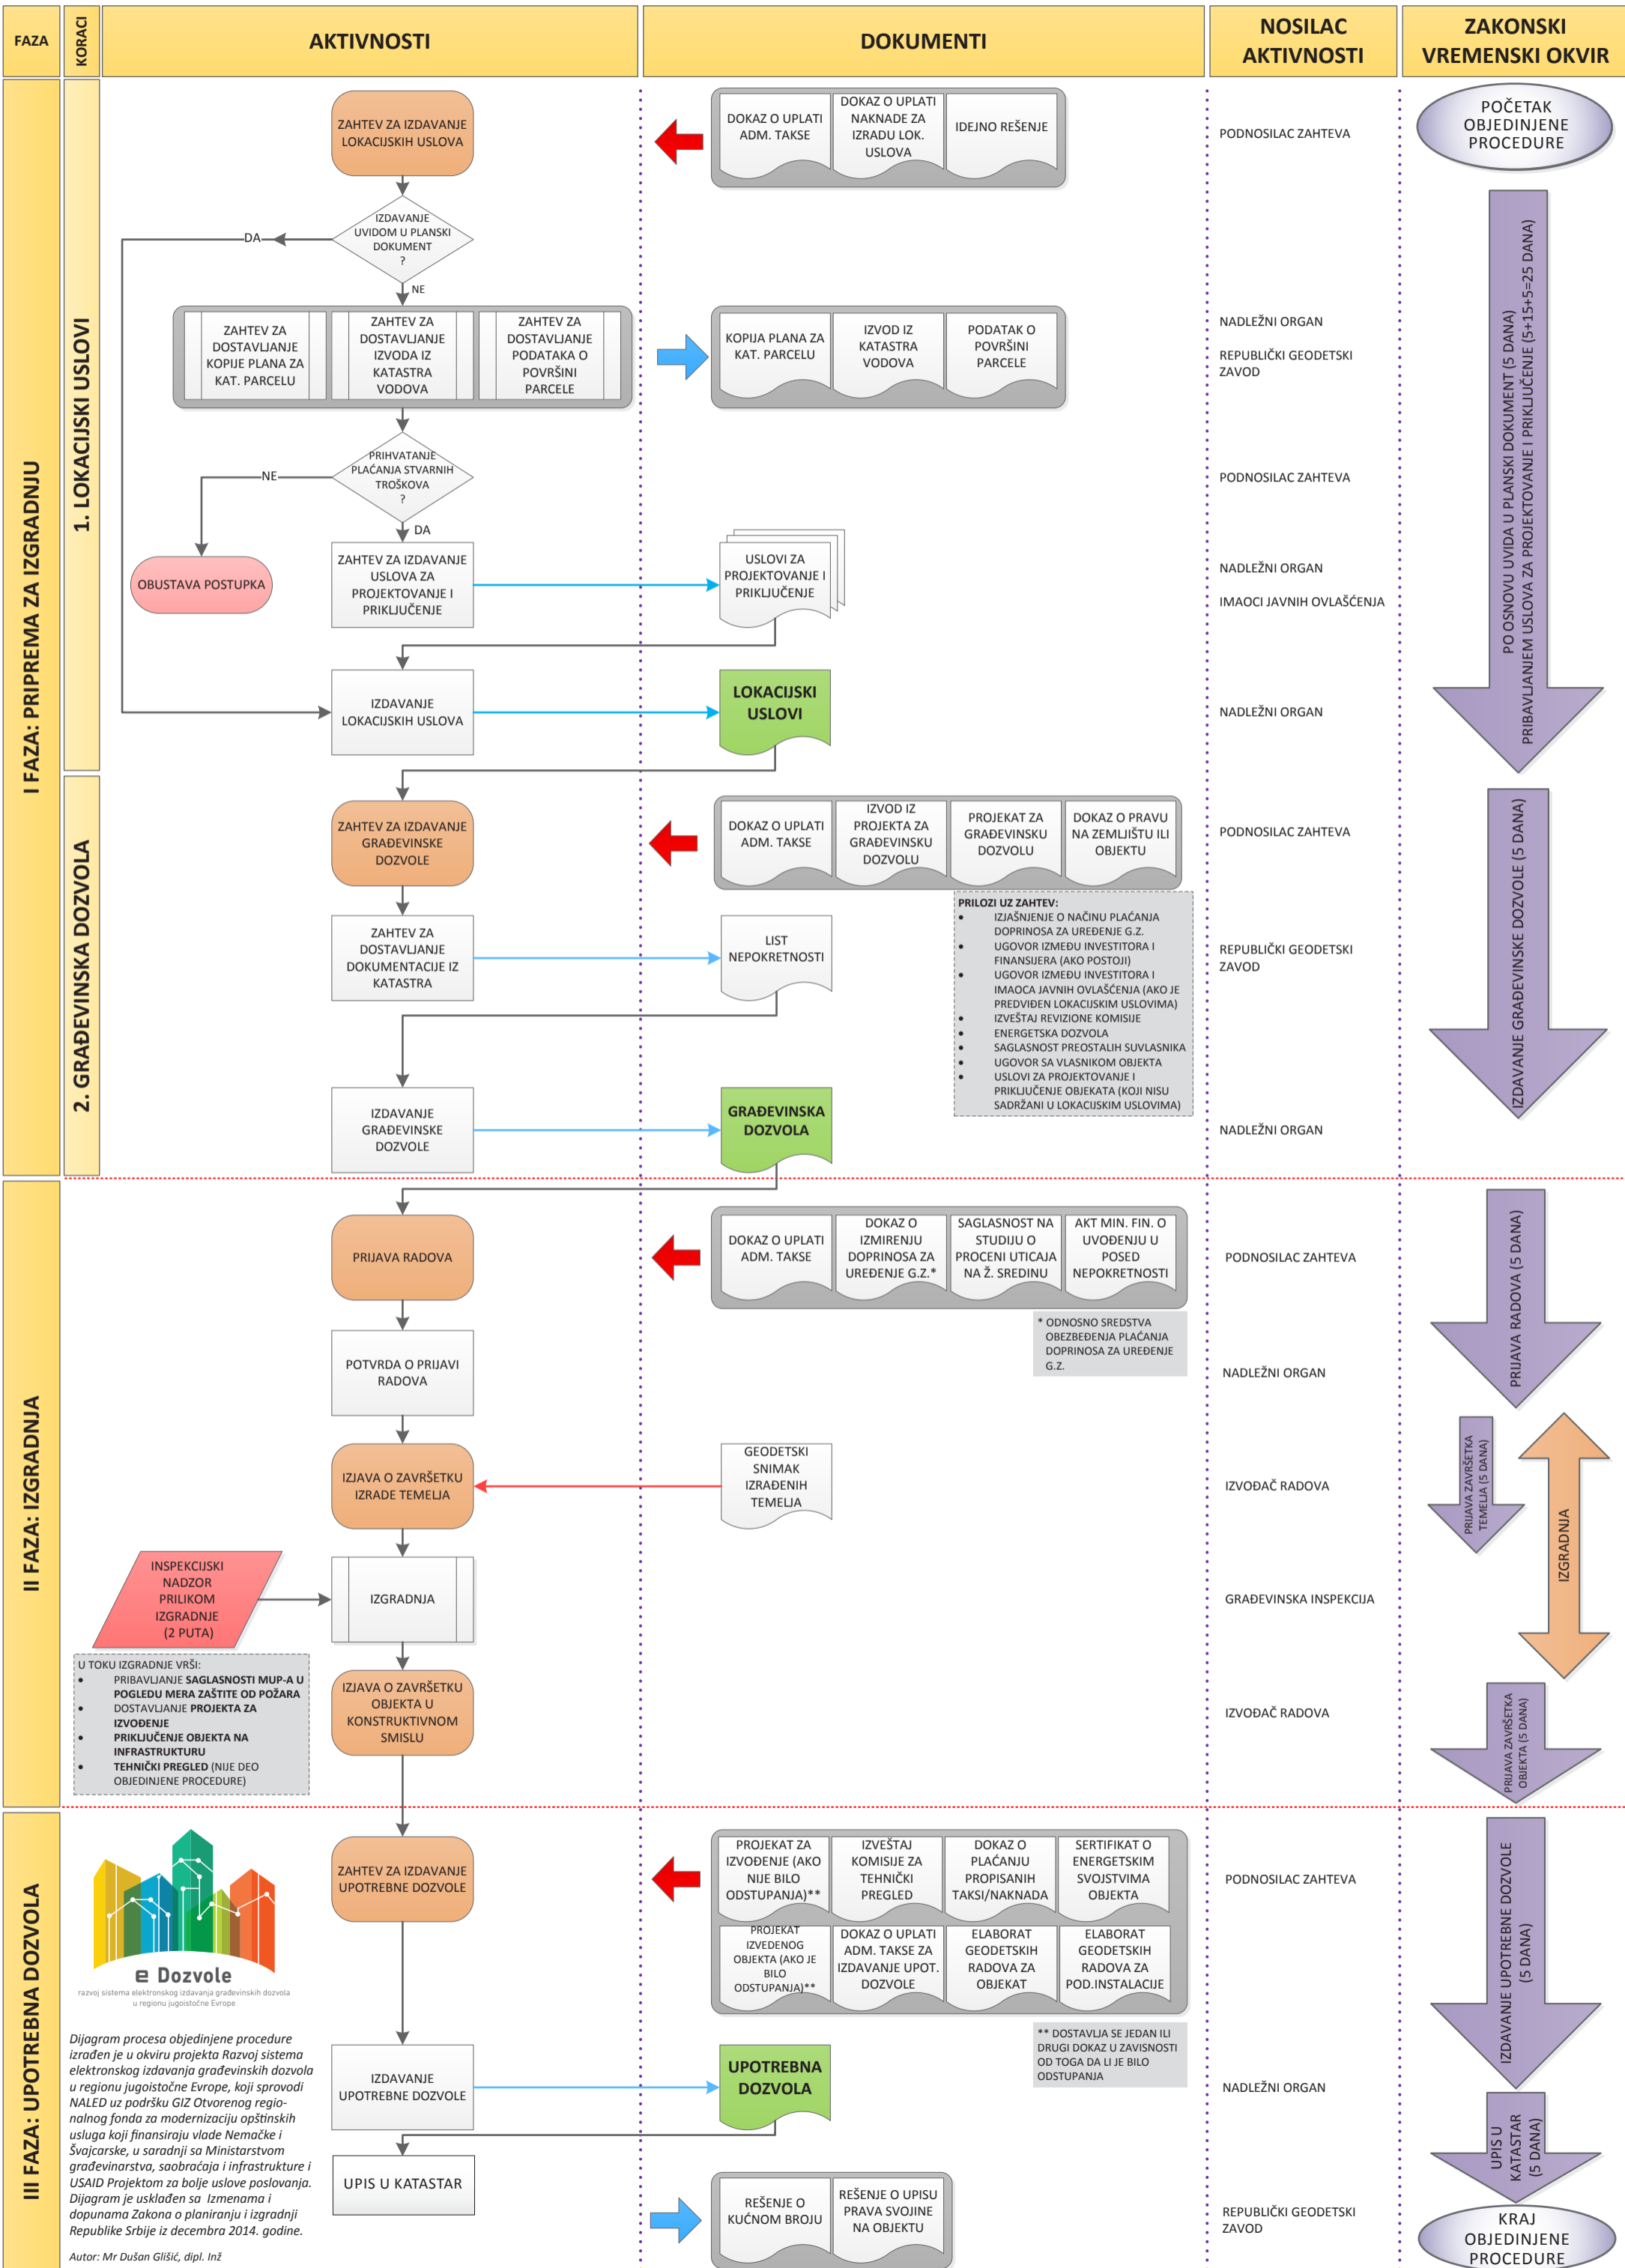 FAZA
KORACI
AKTIVNOSTI
DOKUMENTI
NOSILAC
AKTIVNOSTI
ZAKONSKI
VREMENSKI OKVIR
I FAZA: PRIPREMA ZA IZGRADNJU
1. LOKACIJSKI USLOVI
ZAHTEV ZA IZDAVANJE
LOKACIJSKIH USLOVA
DOKAZ O UPLATI
ADM. TAKSE
DOKAZ O UPLATI
NAKNADE ZA
IZRADU LOK.
USLOVA
IDEJNO REŠENJE
PODNOSILAC ZAHTEVA
POČETAK
OBJEDINJENE
PROCEDURE
IZDAVANJE
UVIDOM U PLANSKI
DOKUMENT
?
DA
NE
ZAHTEV ZA
DOSTAVLJANJE
KOPIJE PLANA ZA
KAT. PARCELU
ZAHTEV ZA
DOSTAVLJANJE
IZVODA IZ
KATASTRA
VODOVA
ZAHTEV ZA
DOSTAVLJANJE
PODATAKA O
POVRŠINI
PARCELE
KOPIJA PLANA ZA
KAT. PARCELU
IZVOD IZ
KATASTRA
VODOVA
PODATAK O
POVRŠINI
PARCELE
NADLEŽNI ORGAN
REPUBLIČKI GEODETSKI
ZAVOD
PO OSNOVU UVIDA U PLANSKI DOKUMENT (5 DANA)
PRIBAVLJANJEM USLOVA ZA PROJEKTOVANJE I PRIKLJUČENJE (5+15+5=25 DANA)
PRIHVATANJE
PLAĆANJA STVARNIH
TROŠKOVA
?
NE
DA
PODNOSILAC ZAHTEVA
OBUSTAVA POSTUPKA
ZAHTEV ZA IZDAVANJE
USLOVA ZA
PROJEKTOVANJE I
PRIKLJUČENJE
USLOVI ZA
PROJEKTOVANJE I
PRIKLJUČENJE
NADLEŽNI ORGAN
IMAOCI JAVNIH OVLAŠĆENJA
IZDAVANJE
LOKACIJSKIH USLOVA
LOKACIJSKI
USLOVI
NADLEŽNI ORGAN
2. GRAĐEVINSKA DOZVOLA
ZAHTEV ZA IZDAVANJE
GRAĐEVINSKE
DOZVOLE
DOKAZ O UPLATI
ADM. TAKSE
IZVOD IZ
PROJEKTA ZA
GRAĐEVINSKU
DOZVOLU
PROJEKAT ZA
GRAĐEVINSKU
DOZVOLU
DOKAZ O PRAVU
NA ZEMLJIŠTU ILI
OBJEKTU
PODNOSILAC ZAHTEVA
IZDAVANJE GRAĐEVINSKE DOZVOLE (5 DANA)
PRILOZI UZ ZAHTEV:
• IZJAŠNJENJE O NAČINU PLAĆANJA
DOPRINOSA ZA UREĐENJE G.Z.
• UGOVOR IZMEĐU INVESTITORA I
FINANSIJERA (AKO POSTOJI)
• UGOVOR IZMEĐU INVESTITORA I
IMAOCA JAVNIH OVLAŠĆENJA (AKO JE
PREDVIĐEN LOKACIJSKIM USLOVIMA)
• IZVEŠTAJ REVIZIONE KOMISIJE
• ENERGETSKA DOZVOLA
• SAGLASNOST PREOSTALIH SUVLASNIKA
• UGOVOR SA VLASNIKOM OBJEKTA
• USLOVI ZA PROJEKTOVANJE I
PRIKLJUČENJE OBJEKATA (KOJI NISU
SADRŽANI U LOKACIJSKIM USLOVIMA)
ZAHTEV ZA
DOSTAVLJANJE
DOKUMENTACIJE IZ
KATASTRA
LIST
NEPOKRETNOSTI
REPUBLIČKI GEODETSKI
ZAVOD
IZDAVANJE
GRAĐEVINSKE
DOZVOLE
GRAĐEVINSKA
DOZVOLA
NADLEŽNI ORGAN
II FAZA: IZGRADNJA
PRIJAVA RADOVA
DOKAZ O UPLATI
ADM. TAKSE
DOKAZ O
IZMIRENJU
DOPRINOSA ZA
UREĐENJE G.Z.*
SAGLASNOST NA
STUDIJU O
PROCENI UTICAJA
NA Ž. SREDINU
AKT MIN. FIN. O
UVOĐENJU U
POSED
NEPOKRETNOSTI
PODNOSILAC ZAHTEVA
PRIJAVA RADOVA (5 DANA)
* ODNOSNO SREDSTVA
OBEZBEĐENJA PLAĆANJA
DOPRINOSA ZA UREĐENJE
G.Z.
POTVRDA O PRIJAVI
RADOVA
NADLEŽNI ORGAN
IZJAVA O ZAVRŠETKU
IZRADE TEMELJA
GEODETSKI
SNIMAK
IZRAĐENIH
TEMELJA
IZVOĐAČ RADOVA
PRIJAVA ZAVRŠETKA
TEMELJA (5 DANA)
IZGRADNJA
INSPEKCIJSKI
NADZOR
PRILIKOM
IZGRADNJE
(2 PUTA)
IZGRADNJA
GRAĐEVINSKA INSPEKCIJA
U TOKU IZGRADNJE VRŠI:
• PRIBAVLJANJE SAGLASNOSTI MUP-A U
POGLEDU MERA ZAŠTITE OD POŽARA
• DOSTAVLJANJE PROJEKTA ZA
IZVOĐENJE
• PRIKLJUČENJE OBJEKTA NA
INFRASTRUKTURU
• TEHNIČKI PREGLED (NIJE DEO
OBJEDINJENE PROCEDURE)
IZJAVA O ZAVRŠETKU
OBJEKTA U
KONSTRUKTIVNOM
SMISLU
IZVOĐAČ RADOVA
PRIJAVA ZAVRŠETKA
OBJEKTA (5 DANA)
III FAZA: UPOTREBNA DOZVOLA
ZAHTEV ZA IZDAVANJE
UPOTREBNE DOZVOLE
PROJEKAT ZA
IZVOĐENJE (AKO
NIJE BILO
ODSTUPANJA)**
IZVEŠTAJ
KOMISIJE ZA
TEHNIČKI
PREGLED
DOKAZ O
PLAĆANJU
PROPISANIH
TAKSI/NAKNADA
SERTIFIKAT O
ENERGETSKIM
SVOJSTVIMA
OBJEKTA
PROJEKAT
IZVEDENOG
OBJEKTA (AKO JE
BILO
ODSTUPANJA)**
DOKAZ O UPLATI
ADM. TAKSE ZA
IZDAVANJE UPOT.
DOZVOLE
ELABORAT
GEODETSKIH
RADOVA ZA
OBJEKAT
ELABORAT
GEODETSKIH
RADOVA ZA
POD.INSTALACIJE
PODNOSILAC ZAHTEVA
IZDAVANJE UPOTREBNE DOZVOLE
(5 DANA)
** DOSTAVLJA SE JEDAN ILI
DRUGI DOKAZ U ZAVISNOSTI
OD TOGA DA LI JE BILO
ODSTUPANJA
e Dozvole
razvoj sistema elektronskog izdavanja građevinskih dozvola
u regionu jugoistočne Evrope
Dijagram procesa objedinjene procedure
izrađen je u okviru projekta Razvoj sistema
elektronskog izdavanja građevinskih dozvola
u regionu jugoistočne Evrope, koji sprovodi
NALED uz podršku GIZ Otvorenog regio-
nalnog fonda za modernizaciju opštinskih
usluga koji finansiraju vlade Nemačke i
Švajcarske, u saradnji sa Ministarstvom
građevinarstva, saobraćaja i infrastrukture i
USAID Projektom za bolje uslove poslovanja.
Dijagram je usklađen sa Izmenama i
dopunama Zakona o planiranju i izgradnji
Republike Srbije iz decembra 2014. godine.
Autor: Mr Dušan Glišić, dipl. Inž
IZDAVANJE
UPOTREBNE DOZVOLE
UPOTREBNA
DOZVOLA
NADLEŽNI ORGAN
UPIS U KATASTAR
UPIS U
KATASTAR
(5 DANA)
REŠENJE O
KUĆNOM BROJU
REŠENJE O UPISU
PRAVA SVOJINE
NA OBJEKTU
REPUBLIČKI GEODETSKI
ZAVOD
KRAJ
OBJEDINJENE
PROCEDURE